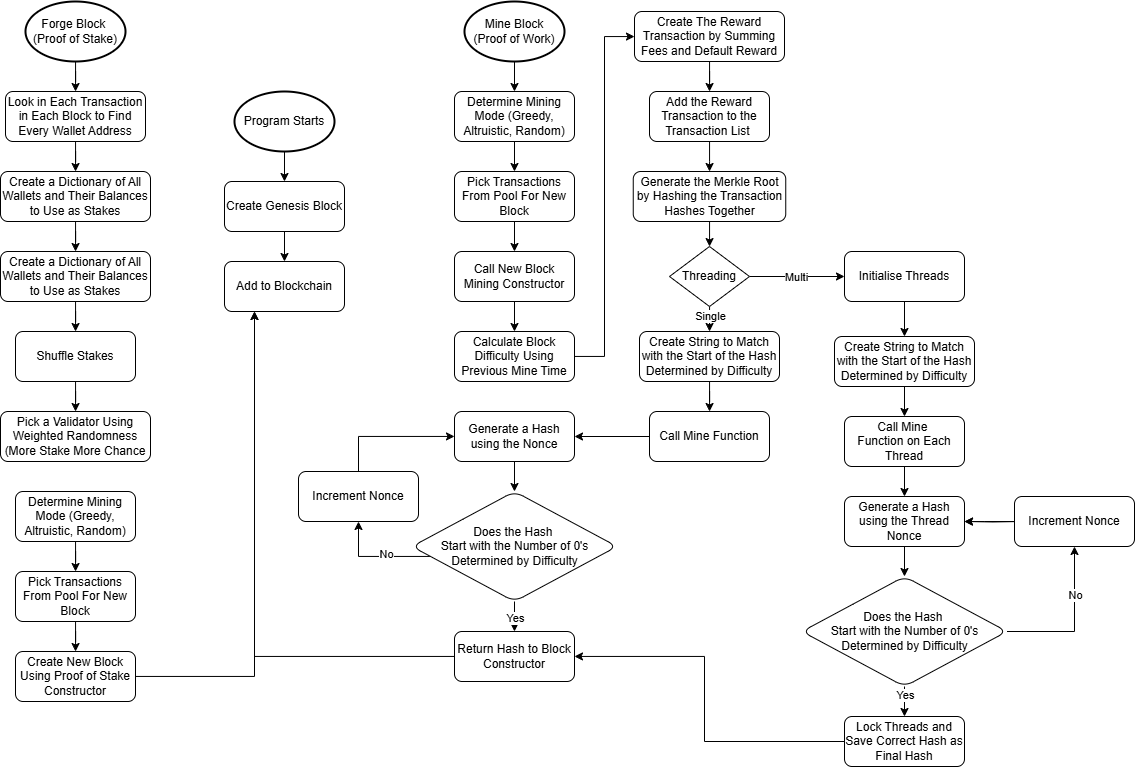 Forge Block
(Proof of Stake)
Look in Each Transaction
in Each Block to Find
Every Wallet Address
Create a Dictionary of All
Wallets and Their Balances
to Use as Stakes
Create a Dictionary of All
Wallets and Their Balances
to Use as Stakes
Shuffle Stakes
Pick a Validator Using
Weighted Randomness
(More Stake More Chance
Determine Mining
Mode (Greedy,
Altruistic, Random)
Pick Transactions
From Pool For New
Block
Create New Block
Using Proof of Stake
Constructor
Program Starts
Create Genesis Block
Add to Blockchain
Mine Block
(Proof of Work)
Determine Mining
Mode (Greedy,
Altruistic, Random)
Pick Transactions
From Pool For New
Block
Call New Block
Mining Constructor
Calculate Block
Difficulty Using
Previous Mine Time
Create The Reward
Transaction by Summing
Fees and Default Reward
Add the Reward
Transaction to the
Transaction List
Generate the Merkle Root
by Hashing the Transaction
Hashes Together
Threading
Multi
Single
Create String to Match
with the Start of the Hash
Determined by Difficulty
Call Mine Function
Generate a Hash
using the Nonce
Increment Nonce
Does the Hash
Start with the Number of 0's
Determined by Difficulty
No
Yes
Return Hash to Block
Constructor
Initialise Threads
Create String to Match
with the Start of the Hash
Determined by Difficulty
Call Mine
Function on Each
Thread
Generate a Hash
using the Thread
Nonce
Increment Nonce
Does the Hash
Start with the Number of 0's
Determined by Difficulty
No
Yes
Lock Threads and
Save Correct Hash as
Final Hash